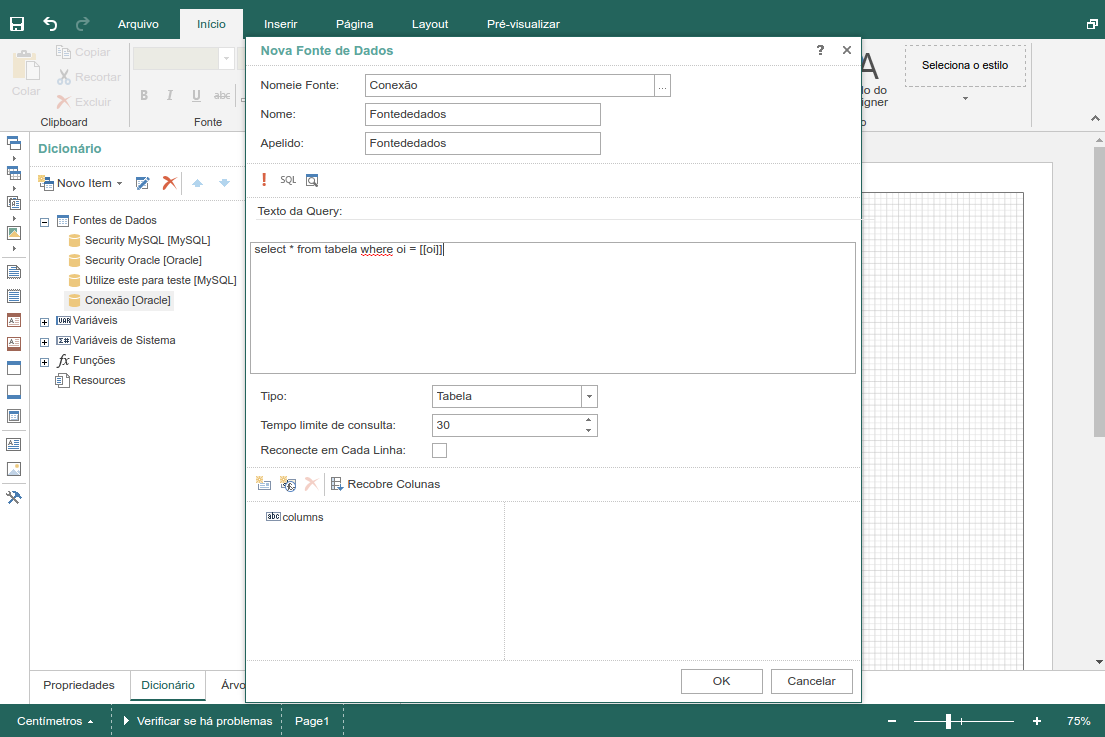 Arquivo Início Inserir Página Layout Pré-visualizar
Colar
Copiar
Recortar
Excluir
Clipboard
B I U abc
Fonte
Seleciona o estilo
Dicionário
Novo Item
Fontes de Dados
Security MySQL [MySQL]
Security Oracle [Oracle]
Utilize este para teste [MySQL]
Conexão [Oracle]
Variáveis
Variáveis de Sistema
Funções
Resources
Propriedades Dicionário Árvo
Nova Fonte de Dados ?
Nomeie Fonte: Conexão ...
Nome: Fontededados
Apelido: Fontededados
! SQL
Texto da Query:
select * from tabela where oi = [[oi]]
Tipo: Tabela
Tempo limite de consulta: 30
Reconecte em Cada Linha:
Recobre Colunas
abc columns
OK Cancelar
Centímetros Verificar se há problemas Page1 75%